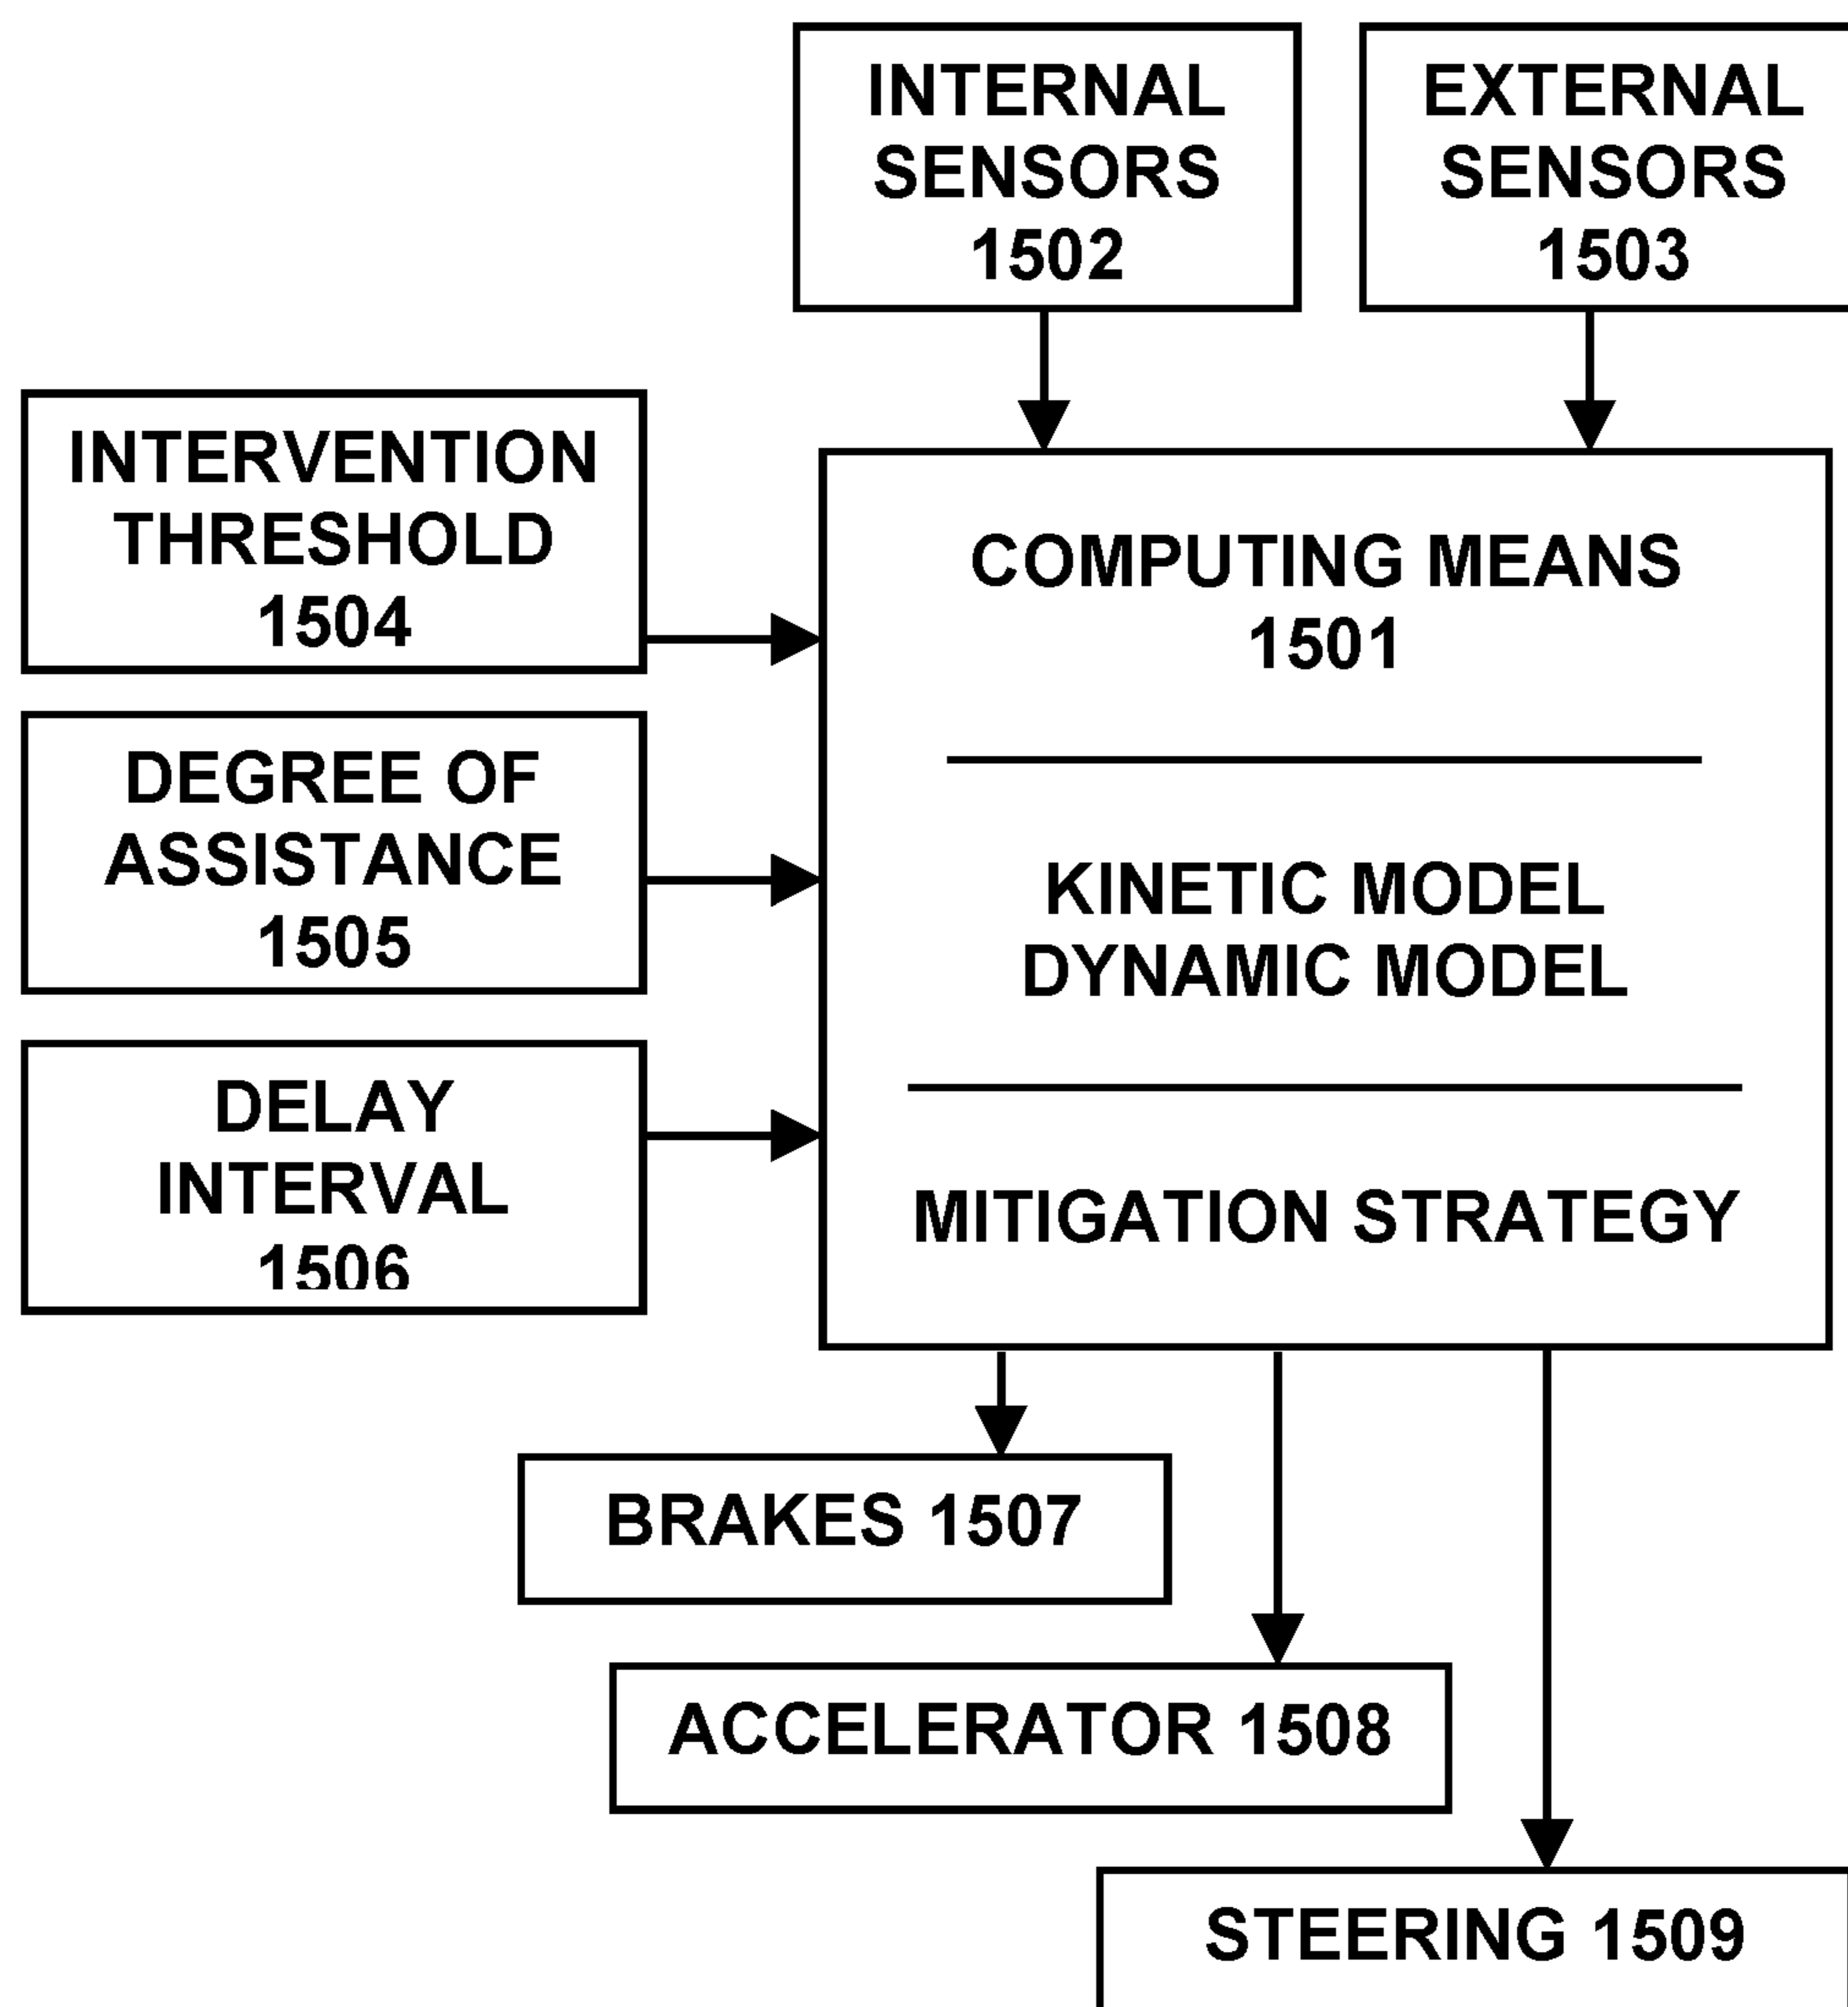 INTERNAL
SENSORS
1502
EXTERNAL
SENSORS
1503
INTERVENTION
THRESHOLD
1504
DEGREE OF
ASSISTANCE
1505
DELAY
INTERVAL
1506
COMPUTING MEANS
1501
KINETIC MODEL
DYNAMIC MODEL
MITIGATION STRATEGY
BRAKES 1507
ACCELERATOR 1508
STEERING 1509